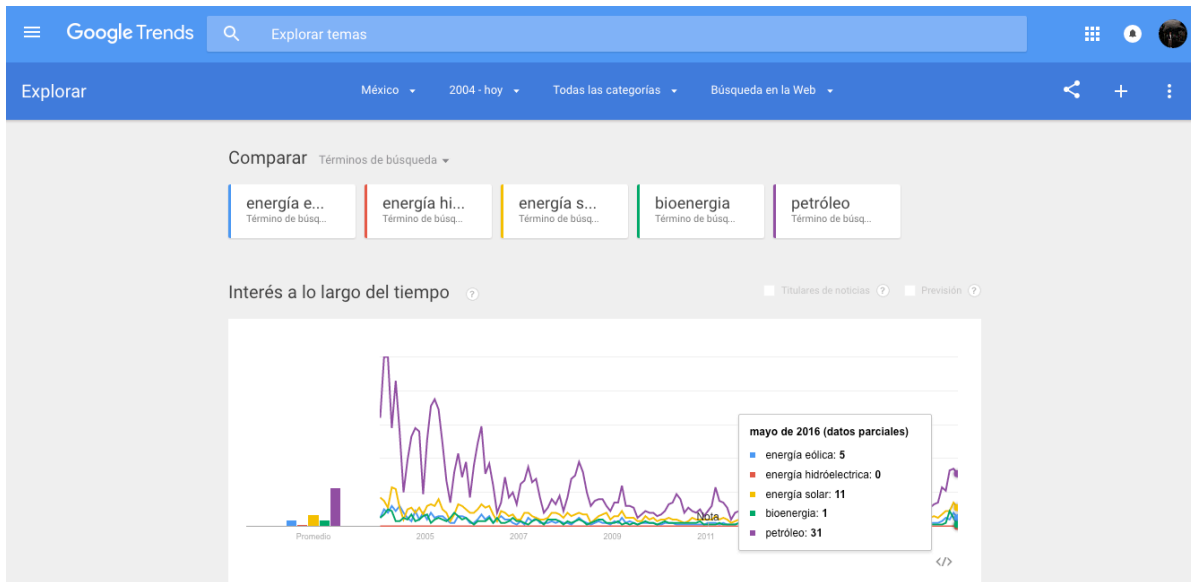 Google Trends Explorar temas
Explorar México 2004 - hoy Todas las categorías Búsqueda en la Web
Comparar Términos de búsqueda
energía e... energía hi... energía s... bioenergia petróleo
Término de búsq... Término de búsq... Término de búsq... Término de búsq... Término de búsq...
Interés a lo largo del tiempo ? Titulares de noticias ? Previsión ?
mayo de 2016 (datos parciales)
energía eólica: 5
energía hidróelectrica: 0
energía solar: 11
bioenergia: 1
petróleo: 31
Nota
Promedio 2005 2007 2009 2011
</>